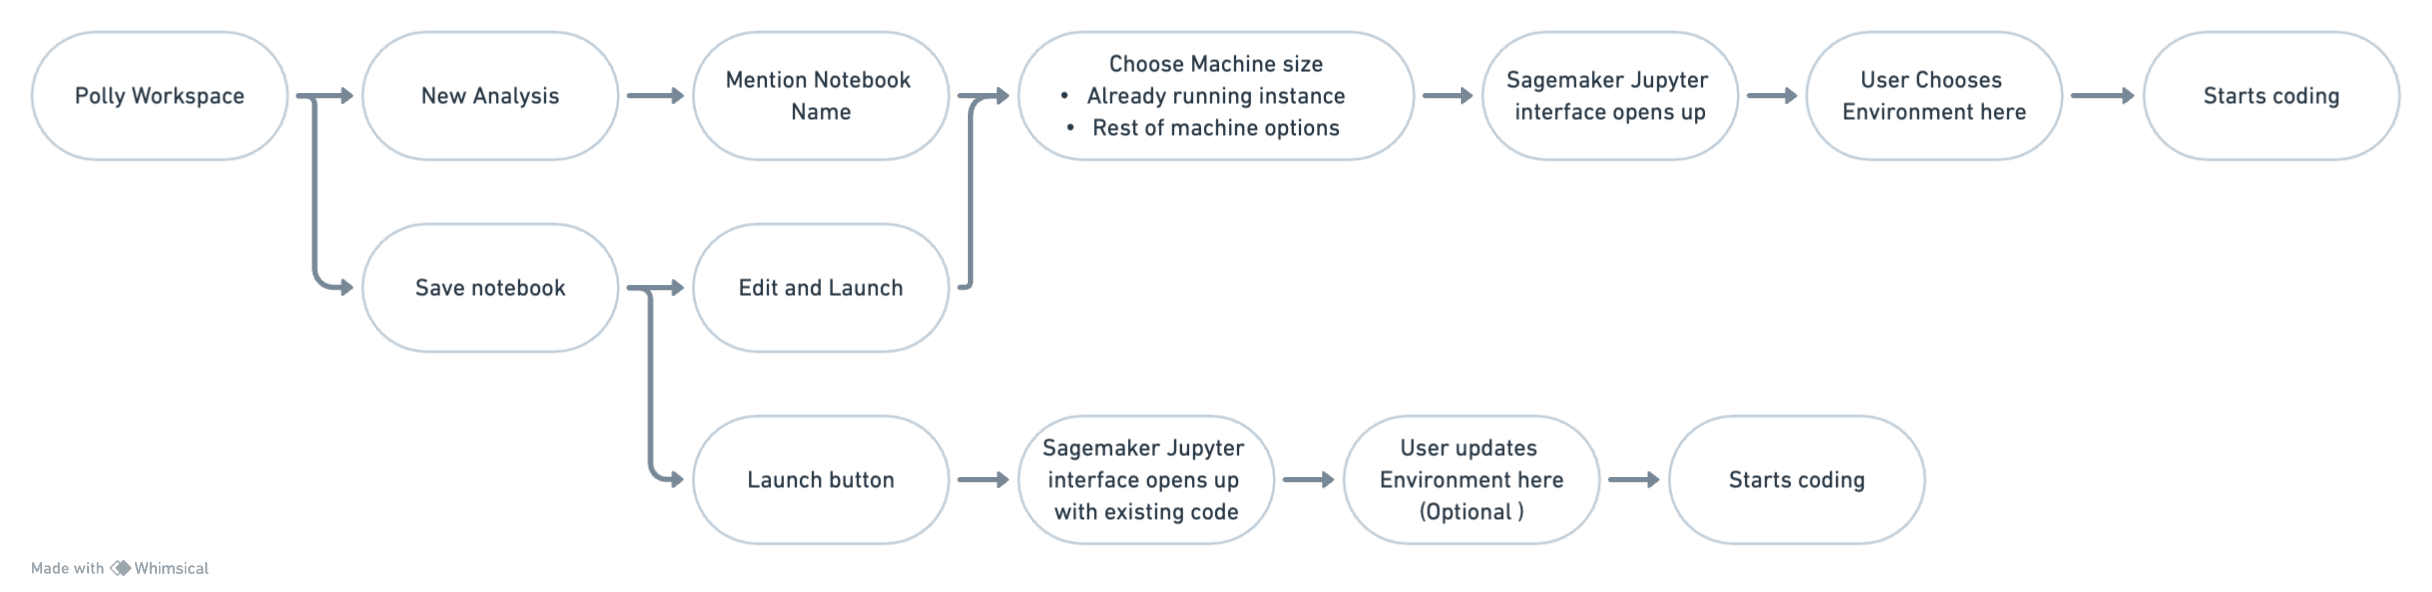 Polly Workspace
New Analysis
Mention Notebook
Name
Choose Machine size
• Already running instance
• Rest of machine options
Sagemaker Jupyter
interface opens up
User Chooses
Environment here
Starts coding
Save notebook
Edit and Launch
Launch button
Sagemaker Jupyter
interface opens up
with existing code
User updates
Environment here
(Optional )
Starts coding
Made with Whimsical